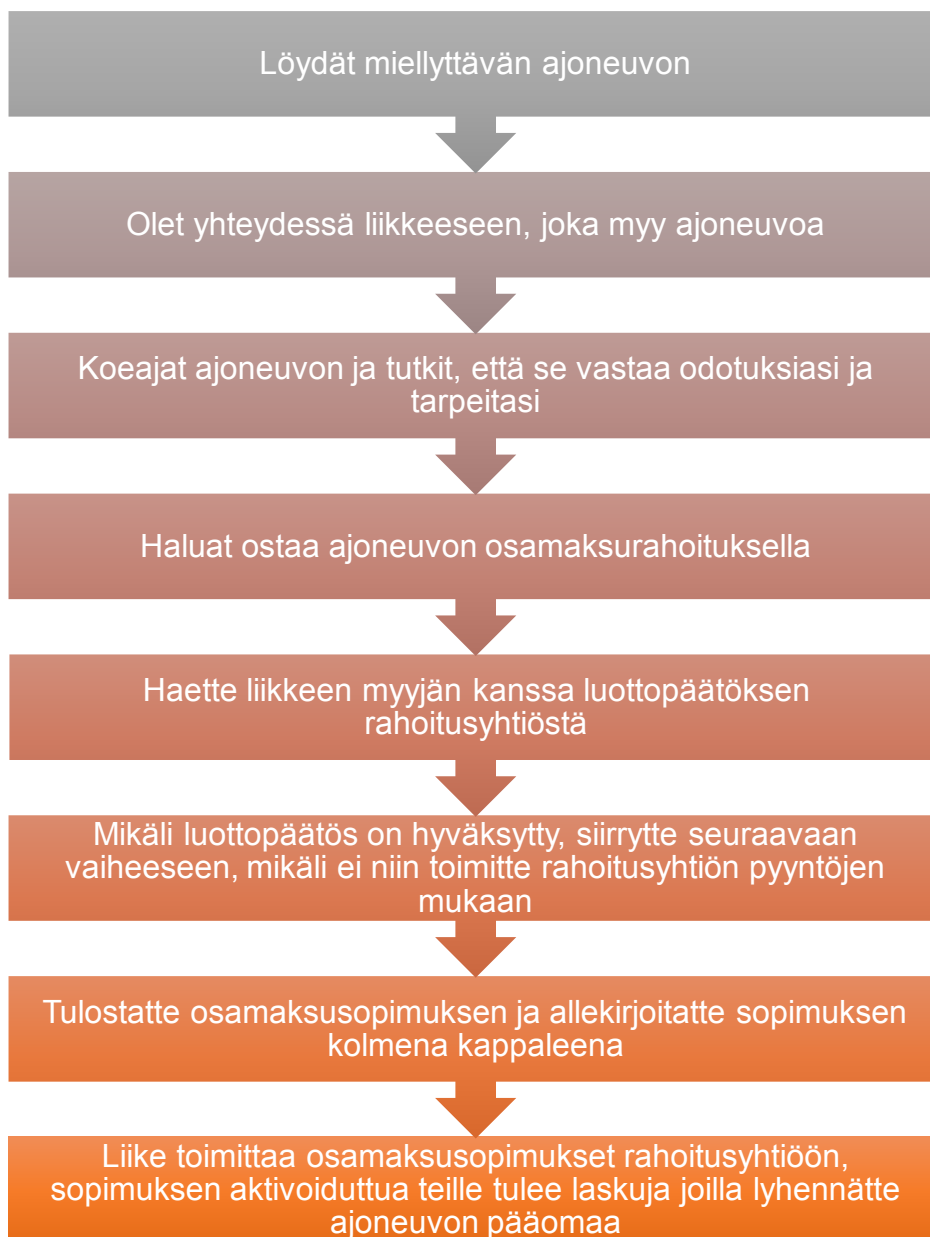 Löydät miellyttävän ajoneuvon
Olet yhteydessä liikkeeseen, joka myy ajoneuvoa
Koeajat ajoneuvon ja tutkit, että se vastaa odotuksiasi ja
tarpeitasi
Haluat ostaa ajoneuvon osamaksurahoituksella
Haette liikkeen myyjän kanssa luottopäätöksen
rahoitusyhtiöstä
Mikäli luottopäätös on hyväksytty, siirrytte seuraavaan
vaiheeseen, mikäli ei niin toimitte rahoitusyhtiön pyyntöjen
mukaan
Tulostatte osamaksusopimuksen ja allekirjoitatte sopimuksen
kolmena kappaleena
Liike toimittaa osamaksusopimukset rahoitusyhtiöön,
sopimuksen aktivoiduttua teille tulee laskuja joilla lyhennätte
ajoneuvon pääomaa